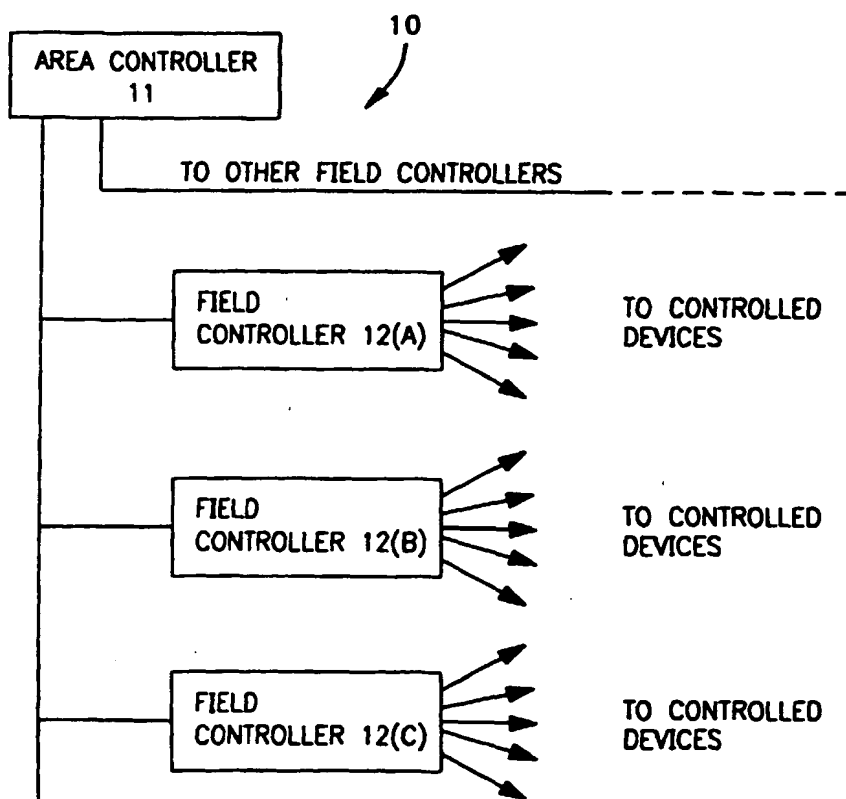 10
AREA CONTROLLER
11
TO OTHER FIELD CONTROLLERS
FIELD
CONTROLLER 12(A)
TO CONTROLLED
DEVICES
FIELD
CONTROLLER 12(B)
TO CONTROLLED
DEVICES
FIELD
CONTROLLER 12(C)
TO CONTROLLED
DEVICES